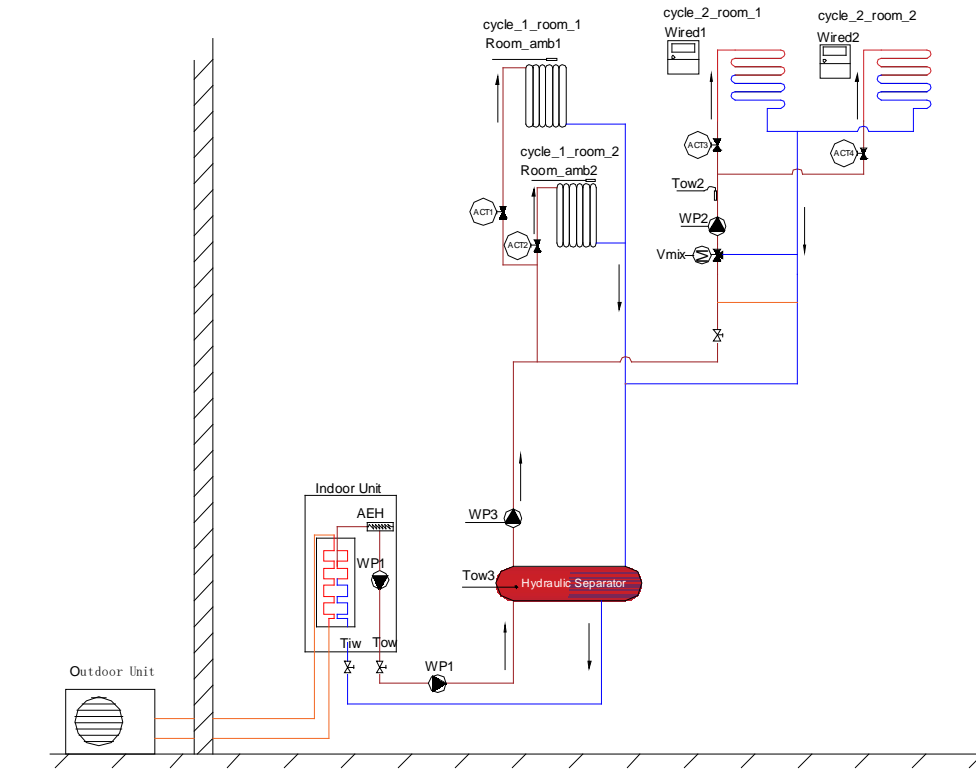 cycle_1_room_1
Room_amb1
cycle_2_room_1
Wired1
cycle_2_room_2
Wired2
cycle_1_room_2
Room_amb2
ACT1
ACT2
ACT3
ACT4
Tow2
WP2
Vmix
M
Indoor Unit
AEH
WP1
Tiw
Tow
WP3
Tow3
Hydraulic Separator
WP1
Outdoor Unit